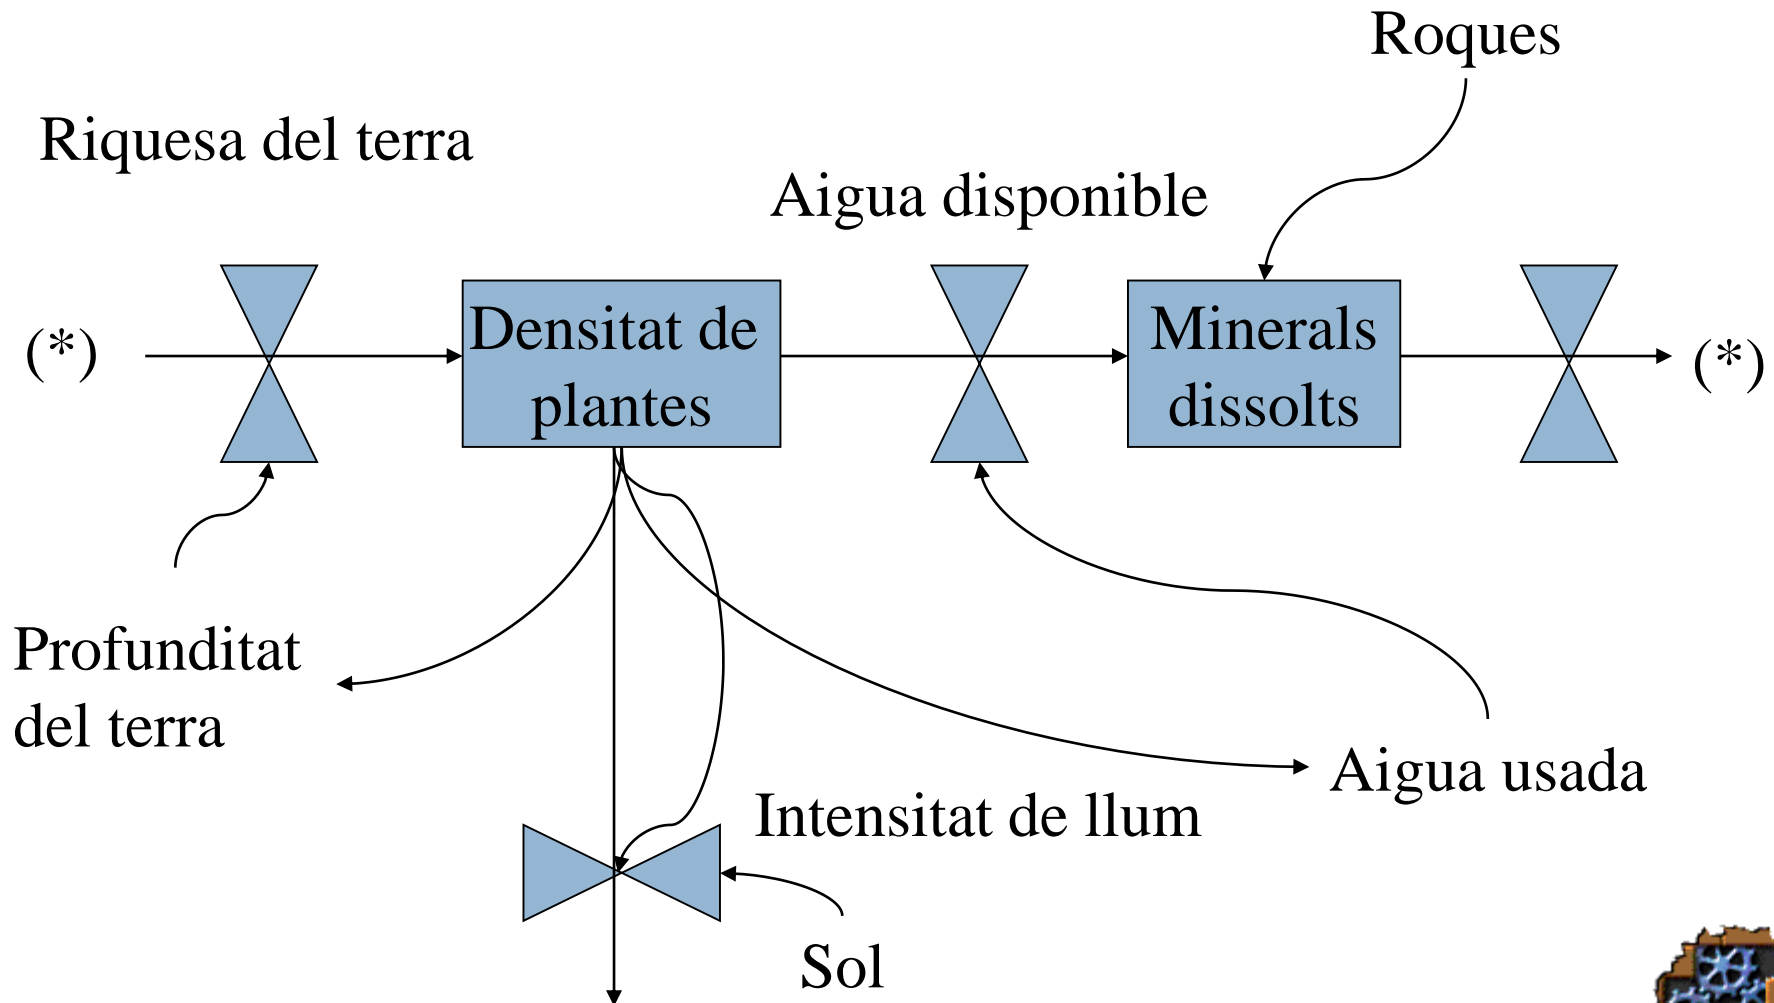 Roques
Riquesa del terra
Aigua disponible
(*)
Densitat de
plantes
Minerals
dissolts
(*)
Profunditat
del terra
Aigua usada
Intensitat de llum
Sol